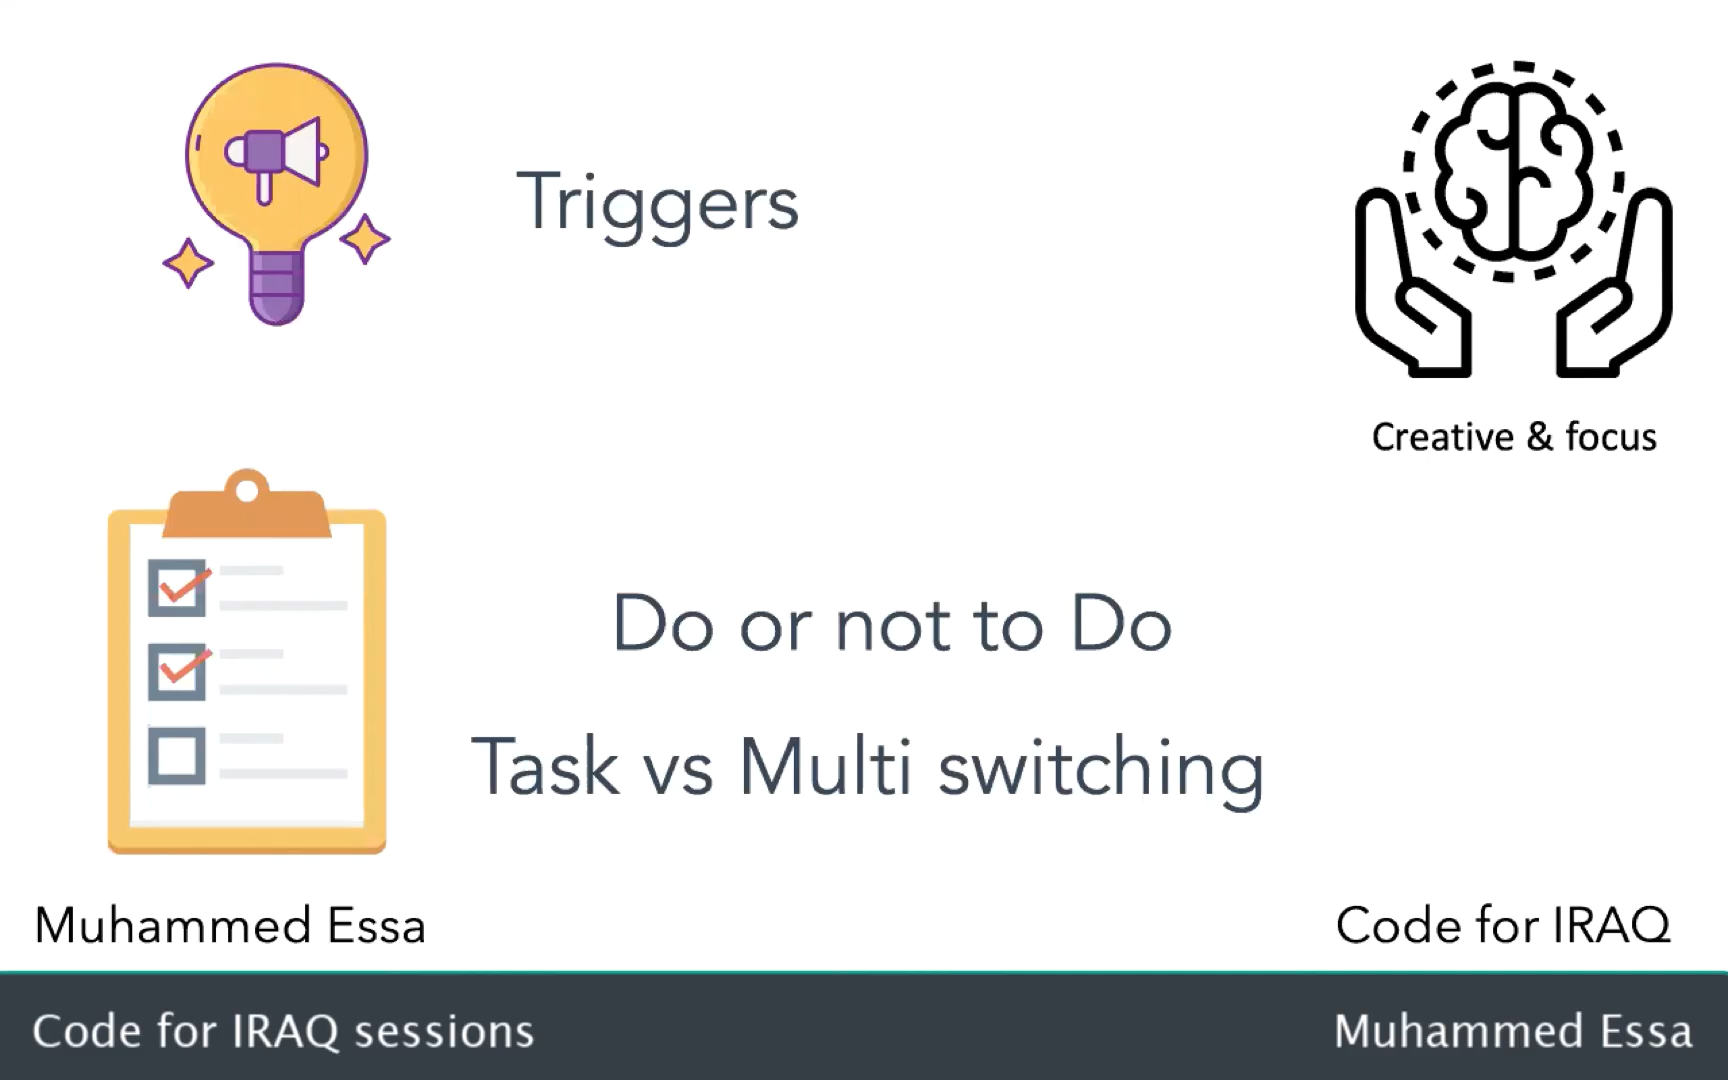 Triggers
Creative & focus
Do or not to Do
Task vs Multi switching
Muhammed Essa
Code for IRAQ
Code for IRAQ sessions
Muhammed Essa